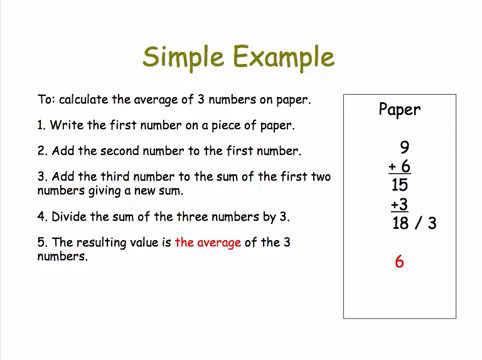 Simple Example
To: calculate the average of 3 numbers on paper.
1. Write the first number on a piece of paper.
2. Add the second number to the first number.
3. Add the third number to the sum of the first two
numbers giving a new sum.
4. Divide the sum of the three numbers by 3.
5. The resulting value is the average of the 3
numbers.
Paper
9
+ 6
15
+3
18 / 3
6